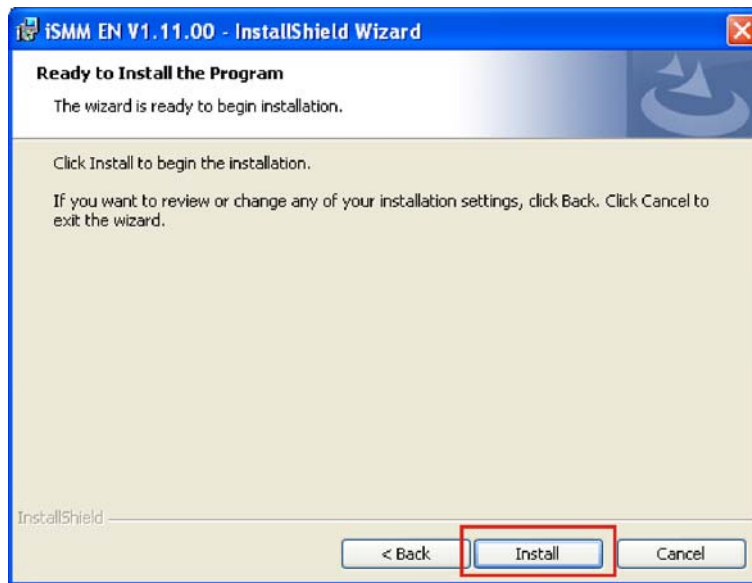 iSMM EN V1.11.00 - InstallShield Wizard
Ready to Install the Program
The wizard is ready to begin installation.
Click Install to begin the installation.
If you want to review or change any of your installation settings, click Back. Click Cancel to
exit the wizard.
InstallShield
< Back Install Cancel